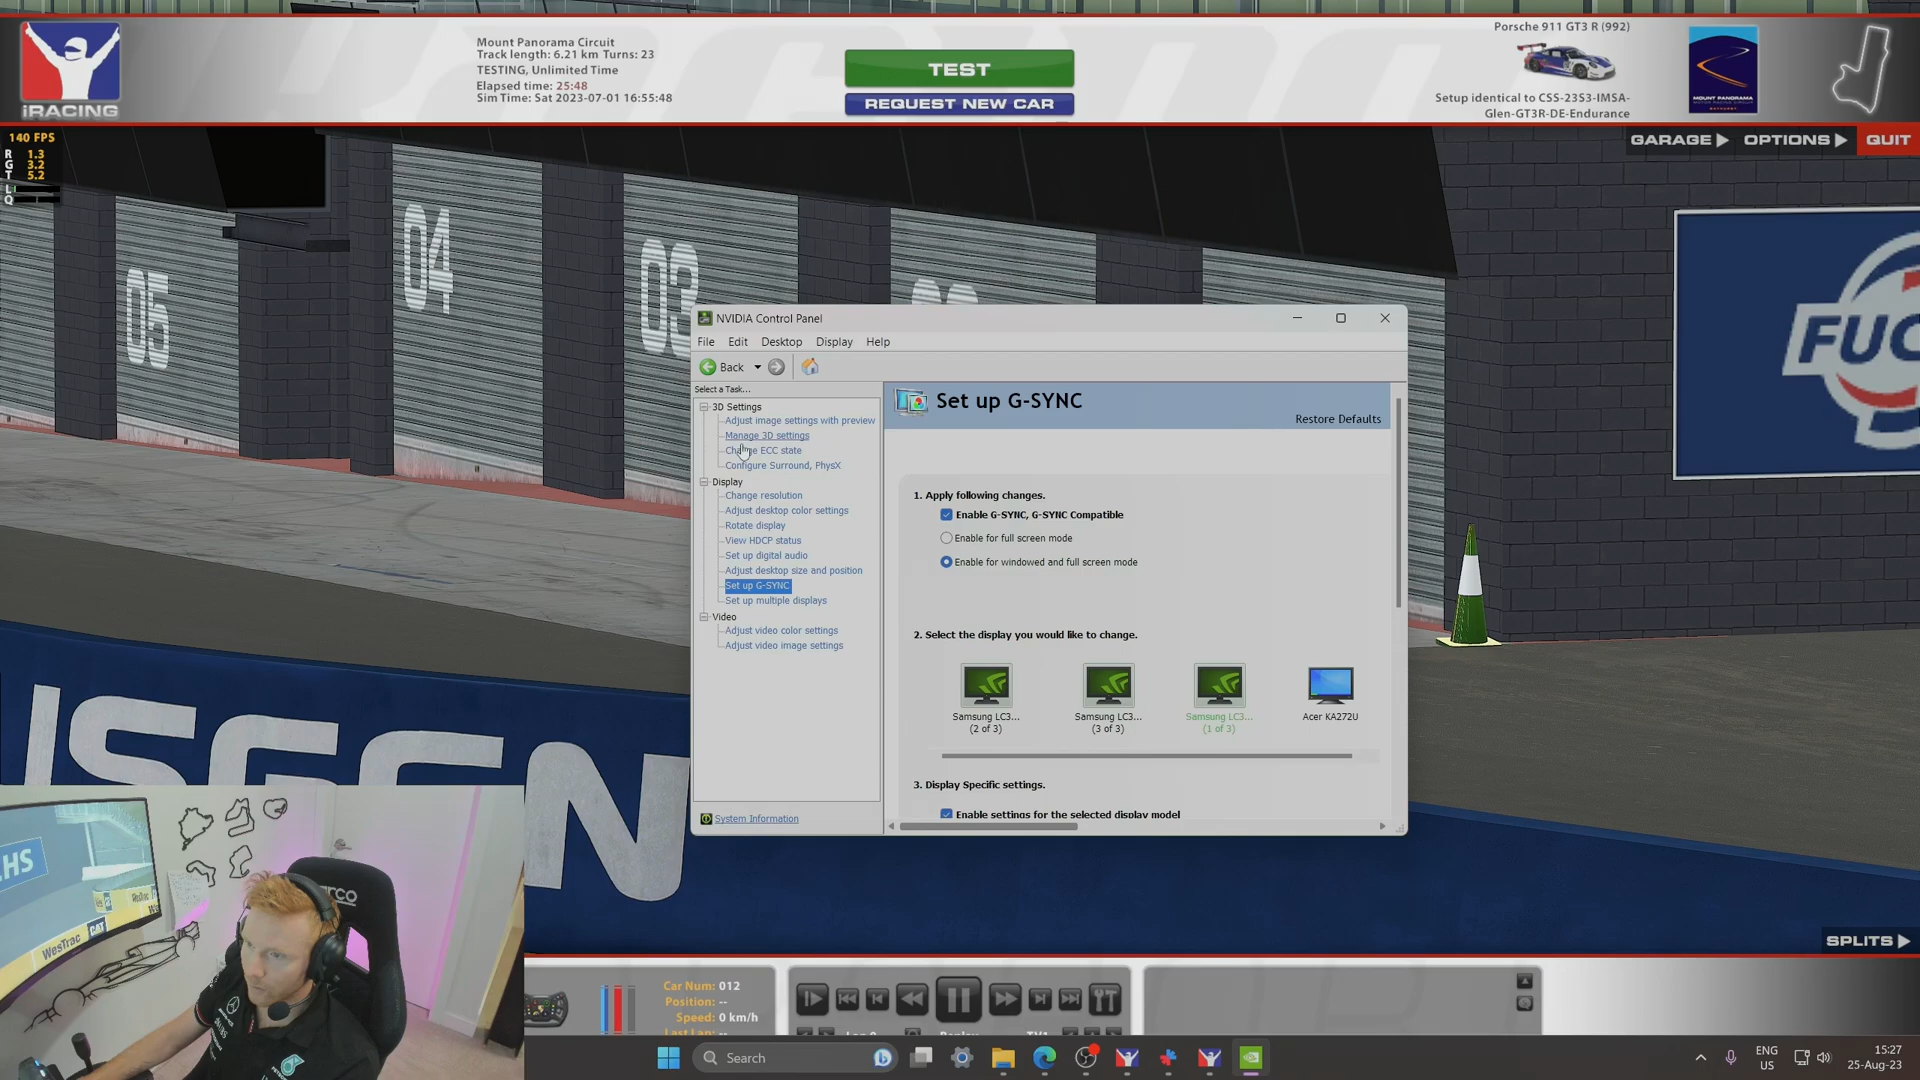 iRACING
Mount Panorama Circuit
Track length: 6.21 km Turns: 23
TESTING, Unlimited Time
Elapsed time: 25:48
Sim Time: Sat 2023-07-01 16:55:48
TEST
REQUEST NEW CAR
Porsche 911 GT3 R (992)
Setup identical to CSS-23S3-IMSA-
Glen-GT3R-DE-Endurance
MOUNT PANORAMA
GARAGE
OPTIONS
QUIT
140 FPS
R 1.3
G 3.2
T 5.2
L
Q
05
04
03
FUC
NVIDIA Control Panel
File Edit Desktop Display Help
Back
Select a Task...
3D Settings
Adjust image settings with preview
Manage 3D settings
Change ECC state
Configure Surround, PhysX
Display
Change resolution
Adjust desktop color settings
Rotate display
View HDCP status
Set up digital audio
Adjust desktop size and position
Set up G-SYNC
Set up multiple displays
Video
Adjust video color settings
Adjust video image settings
System Information
Set up G-SYNC
Restore Defaults
1. Apply following changes.
Enable G-SYNC, G-SYNC Compatible
Enable for full screen mode
Enable for windowed and full screen mode
2. Select the display you would like to change.
Samsung LC3...
(2 of 3)
Samsung LC3...
(3 of 3)
Samsung LC3...
(1 of 3)
Acer KA272U
3. Display Specific settings.
Enable settings for the selected display model
HS
WesTrac CAT
SPLITS
Car Num: 012
Position: --
Speed: 0 km/h
Last Lap: --
Search
ENG
US
15:27
25-Aug-23